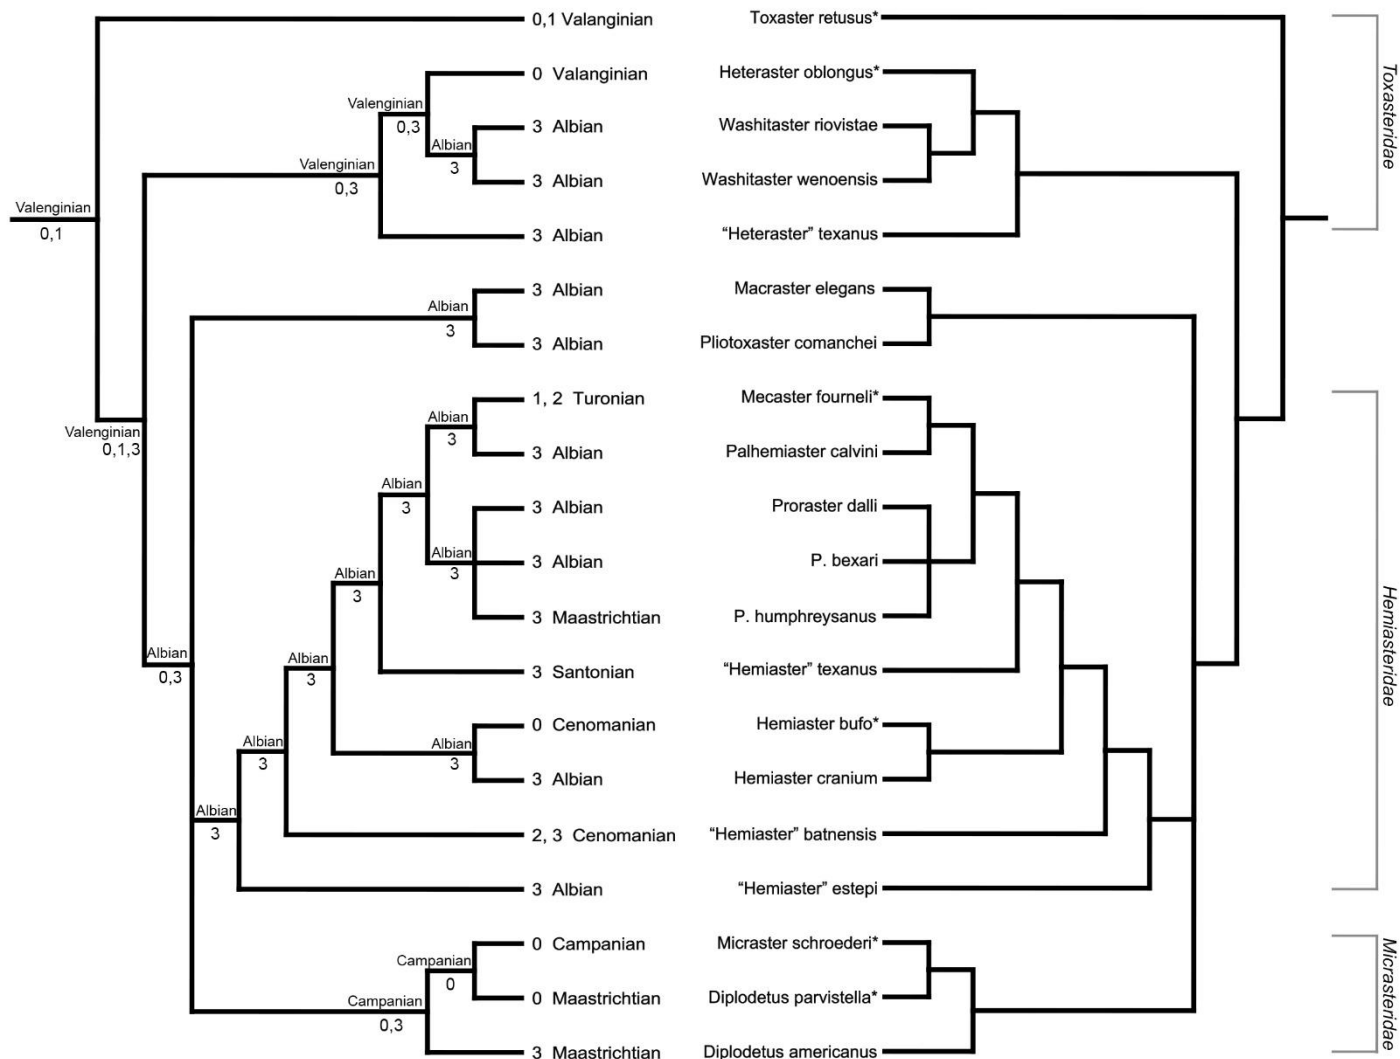 0,1 Valanginian
Toxaster retusus*
Toxasteridae
0 Valanginian
Heteraster oblongus*
Valenginian
0,3
3 Albian
Washitaster riovistae
Albian
3
Valenginian
0,3
3 Albian
Washitaster wenoensis
Valenginian
0,1
3 Albian
“Heteraster” texanus
3 Albian
Macraster elegans
Albian
3
3 Albian
Pliotoxaster comanchei
1, 2 Turonian
Mecaster fourneli*
Hemiasteridae
Albian
3
Valenginian
0,1,3
3 Albian
Palhemiaster calvini
Albian
3
3 Albian
Proraster dalli
Albian
3
3 Albian
P. bexari
Albian
3
3 Maastrichtian
P. humphreysanus
Albian
0,3
Albian
3
3 Santonian
“Hemiaster” texanus
0 Cenomanian
Hemiaster bufo*
Albian
3
Albian
3
3 Albian
Hemiaster cranium
Albian
3
2, 3 Cenomanian
“Hemiaster” batnensis
3 Albian
“Hemiaster” estepi
0 Campanian
Micraster schroederi*
Micrasteridae
Campanian
0
0 Maastrichtian
Diplodetus parvistella*
Campanian
0,3
3 Maastrichtian
Diplodetus americanus